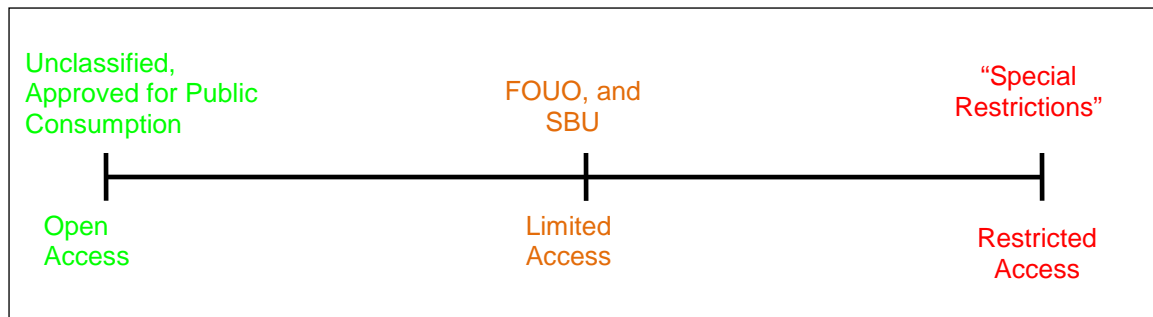 Unclassified,
Approved for Public
Consumption
FOUO, and
SBU
“Special
Restrictions”
Open
Access
Limited
Access
Restricted
Access